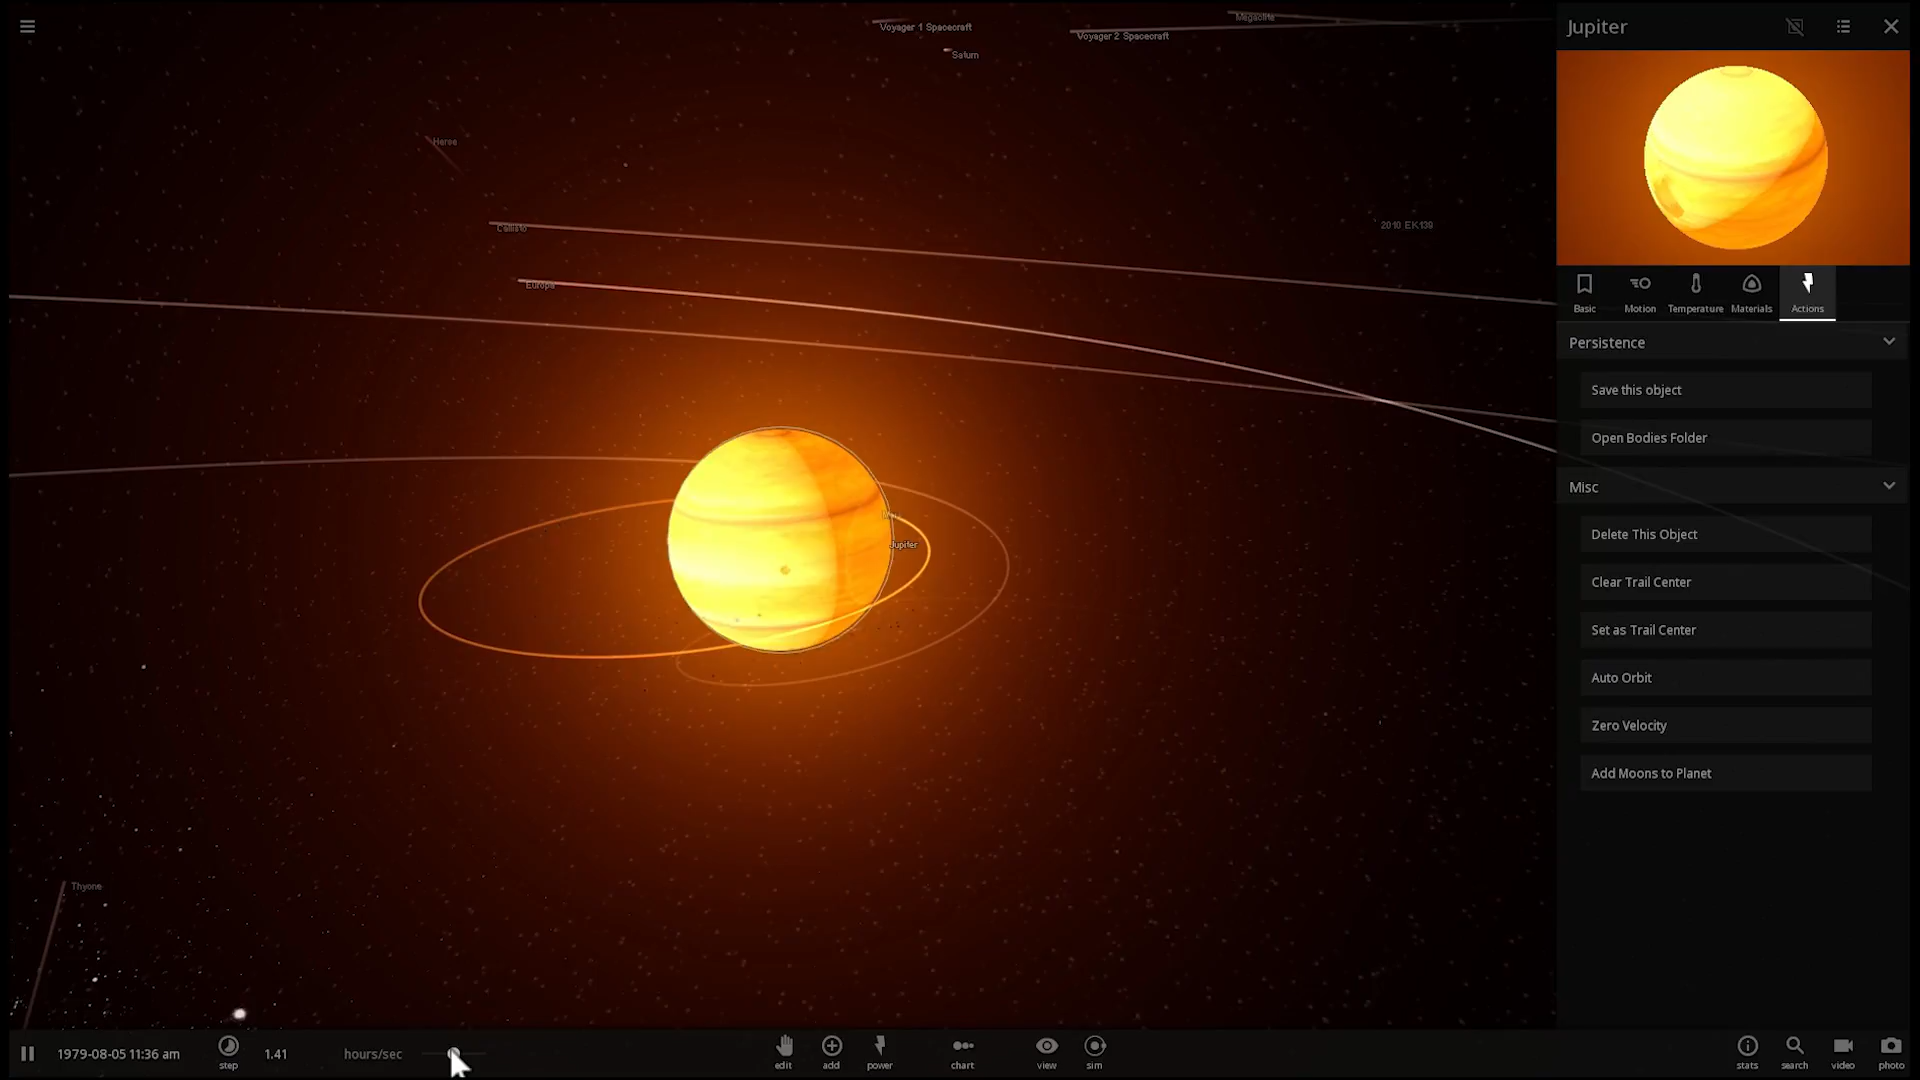 Voyager 1 Spacecraft
Voyager 2 Spacecraft
Megaclite
Saturn
Herse
Callisto
2010 EK139
Europa
Jupiter
Thyone
Jupiter
Basic
Motion
Temperature
Materials
Actions
Persistence
Save this object
Open Bodies Folder
Misc
Delete This Object
Clear Trail Center
Set as Trail Center
Auto Orbit
Zero Velocity
Add Moons to Planet
1979-08-05 11:36 am
step
1.41
hours/sec
edit
add
power
chart
view
sim
stats
search
video
photo